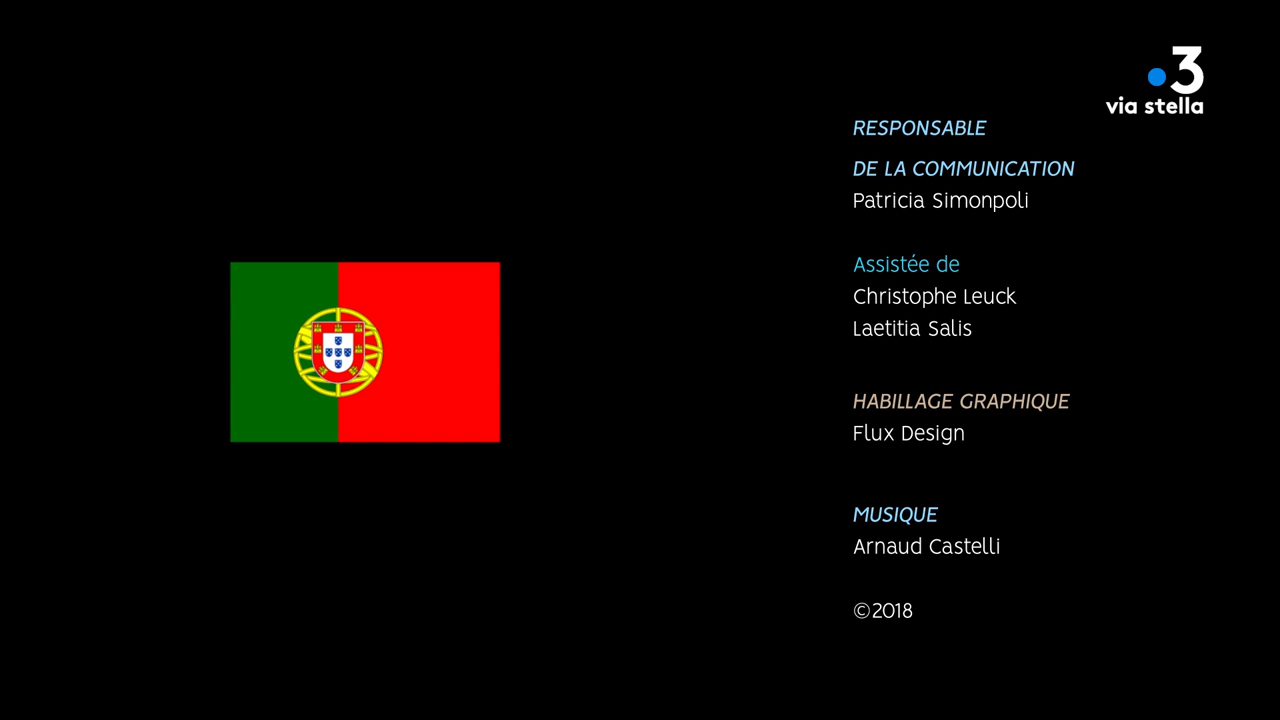 3
via stella
RESPONSABLE
DE LA COMMUNICATION
Patricia Simonpoli
Assistée de
Christophe Leuck
Laetitia Salis
HABILLAGE GRAPHIQUE
Flux Design
MUSIQUE
Arnaud Castelli
©2018